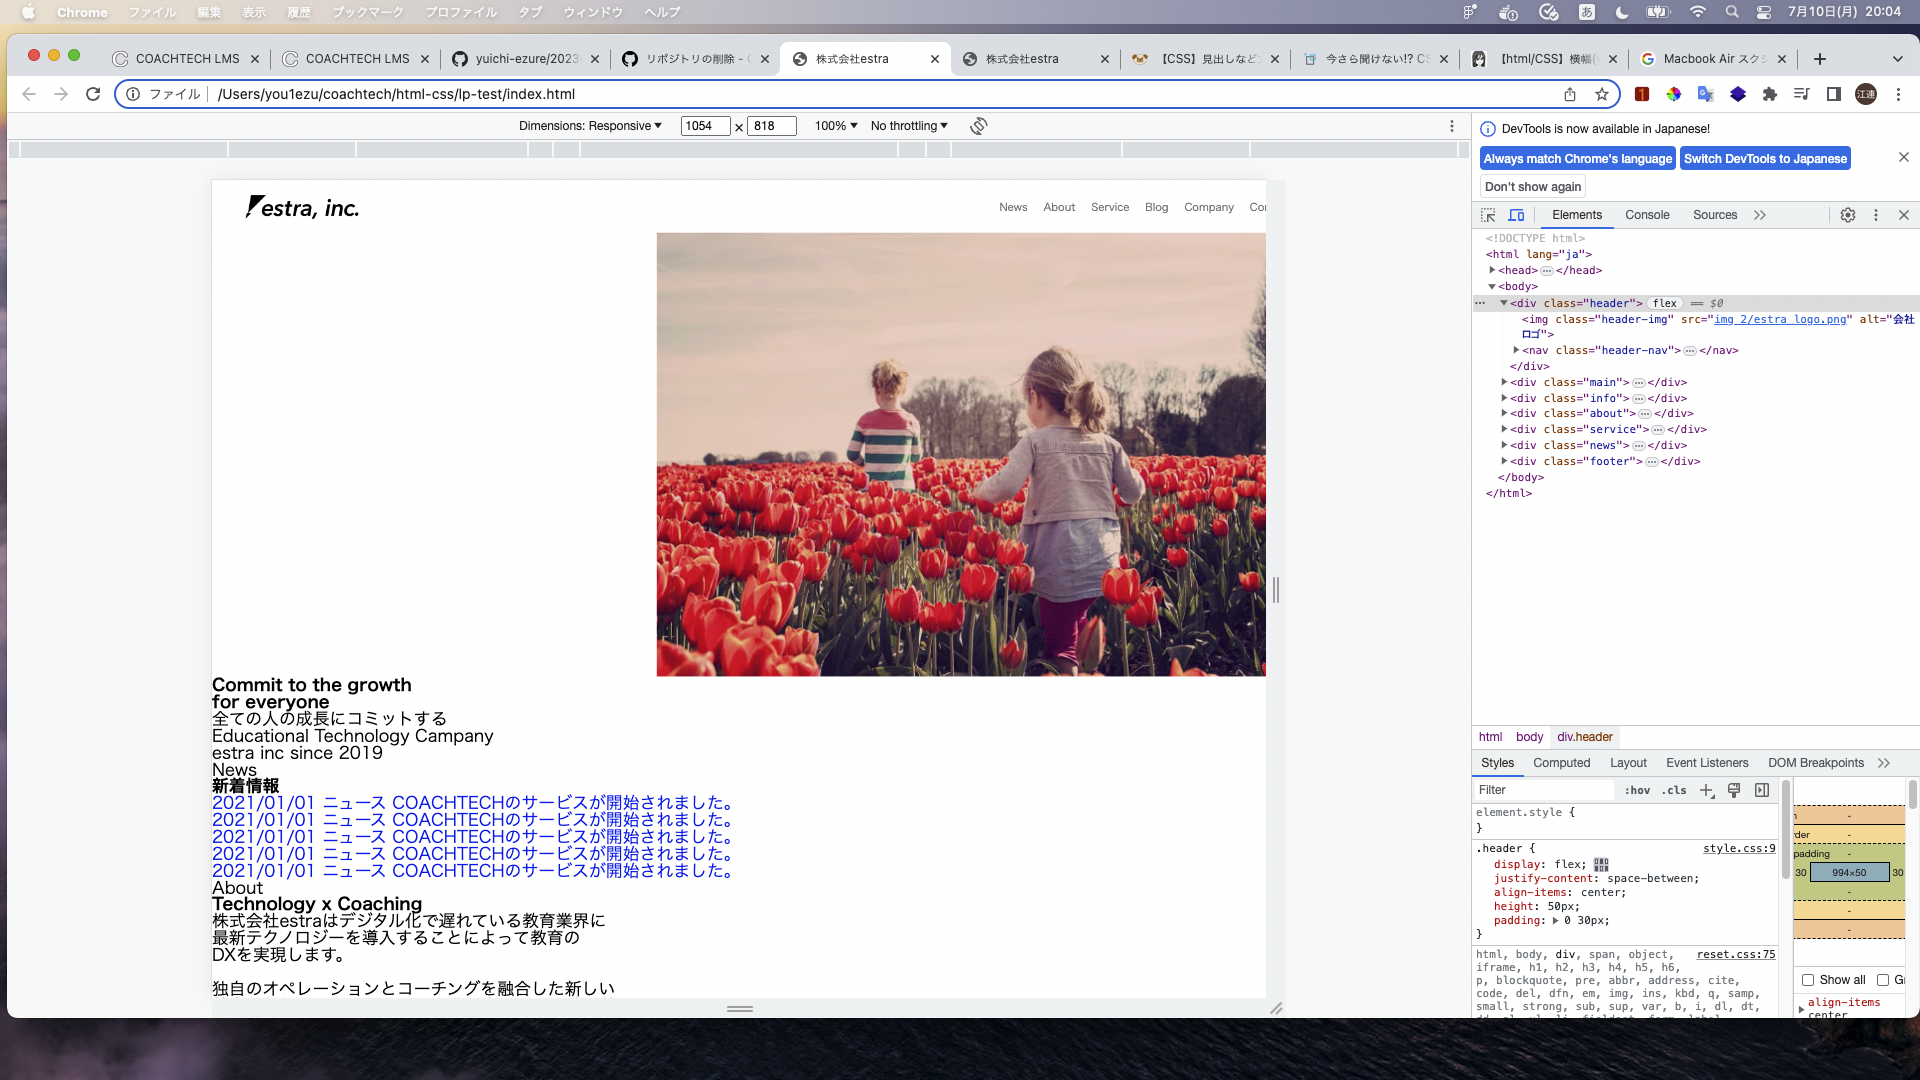 Chrome ファイル 編集 表示 履歴 ブックマーク プロファイル タブ ウィンドウ ヘルプ
あ 7月10日(月) 20:04
COACHTECH LMS
COACHTECH LMS
yuichi-ezure/2023
リポジトリの削除 - G
株式会社estra
株式会社estra
【CSS】見出しなど
今さら聞けない!? CS
【html/CSS】横幅(w
Macbook Air スクシ
ファイル /Users/you1ezu/coachtech/html-css/lp-test/index.html
江連
Dimensions: Responsive 1054 × 818 100% No throttling
DevTools is now available in Japanese!
Always match Chrome's language Switch DevTools to Japanese
Don't show again
Elements Console Sources
estra, inc.
News About Service Blog Company Co
Commit to the growth
for everyone
全ての人の成長にコミットする
Educational Technology Campany
estra inc since 2019
News
新着情報
2021/01/01 ニュース COACHTECHのサービスが開始されました。
2021/01/01 ニュース COACHTECHのサービスが開始されました。
2021/01/01 ニュース COACHTECHのサービスが開始されました。
2021/01/01 ニュース COACHTECHのサービスが開始されました。
2021/01/01 ニュース COACHTECHのサービスが開始されました。
About
Technology x Coaching
株式会社estraはデジタル化で遅れている教育業界に
最新テクノロジーを導入することによって教育の
DXを実現します。
独自のオペレーションとコーチングを融合した新しい
<!DOCTYPE html>
<html lang="ja">
<head>…</head>
<body>
<div class="header"> flex == $0
<img class="header-img" src="img 2/estra logo.png" alt="会社
ロゴ">
<nav class="header-nav">…</nav>
</div>
<div class="main">…</div>
<div class="info">…</div>
<div class="about">…</div>
<div class="service">…</div>
<div class="news">…</div>
<div class="footer">…</div>
</body>
</html>
html body div.header
Styles Computed Layout Event Listeners DOM Breakpoints
Filter :hov .cls
element.style {
}
.header { style.css:9
display: flex;
justify-content: space-between;
align-items: center;
height: 50px;
padding: 0 30px;
}
html, body, div, span, object, reset.css:75
iframe, h1, h2, h3, h4, h5, h6,
p, blockquote, pre, abbr, address, cite,
code, del, dfn, em, img, ins, kbd, q, samp,
small, strong, sub, sup, var, b, i, dl, dt,
padding -
30 994×50 30
Show all
align-items
center